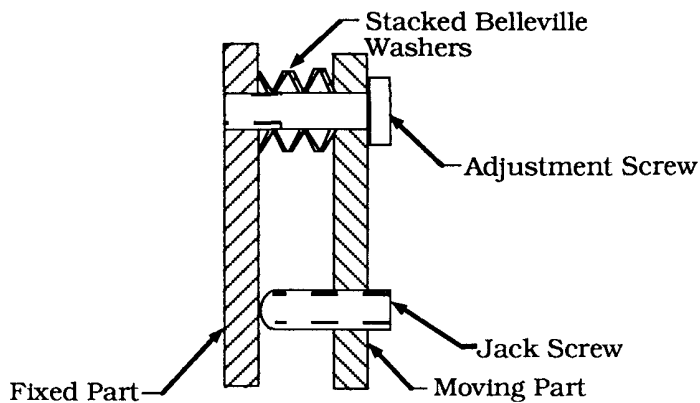 Stacked Belleville
Washers
Adjustment Screw
Jack Screw
Fixed Part
Moving Part